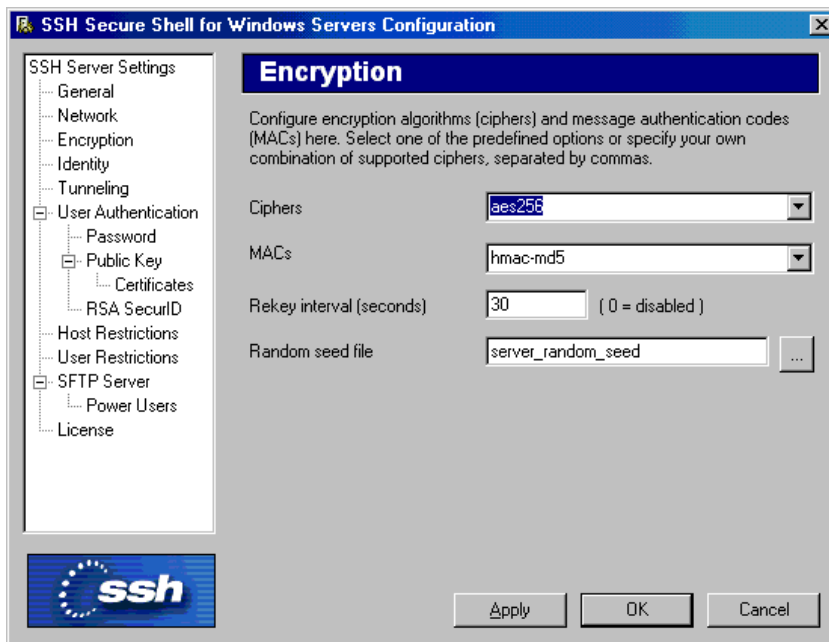 SSH Secure Shell for Windows Servers Configuration
SSH Server Settings
General
Network
Encryption
Identity
Tunneling
User Authentication
Password
Public Key
Certificates
RSA SecurID
Host Restrictions
User Restrictions
SFTP Server
Power Users
License
ssh
Encryption
Configure encryption algorithms (ciphers) and message authentication codes
(MACs) here. Select one of the predefined options or specify your own
combination of supported ciphers, separated by commas.
Ciphers aes256
MACs hmac-md5
Rekey interval (seconds) 30 ( 0 = disabled )
Random seed file server_random_seed ...
Apply OK Cancel